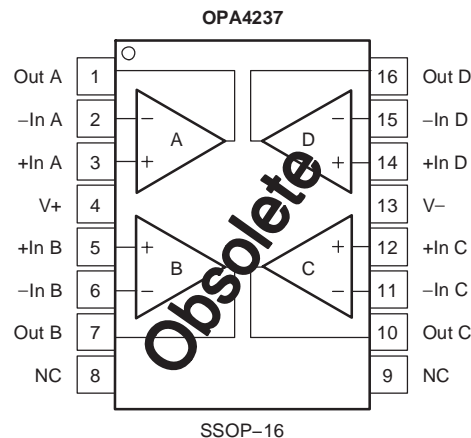 OPA4237
Out A 1 16 Out D
−In A 2 − − 15 −In D
A D
+In A 3 + + 14 +In D
V+ 4 13 V−
+In B 5 + + 12 +In C
B C
−In B 6 − − 11 −In C
Out B 7 10 Out C
NC 8 9 NC
Obsolete
SSOP−16